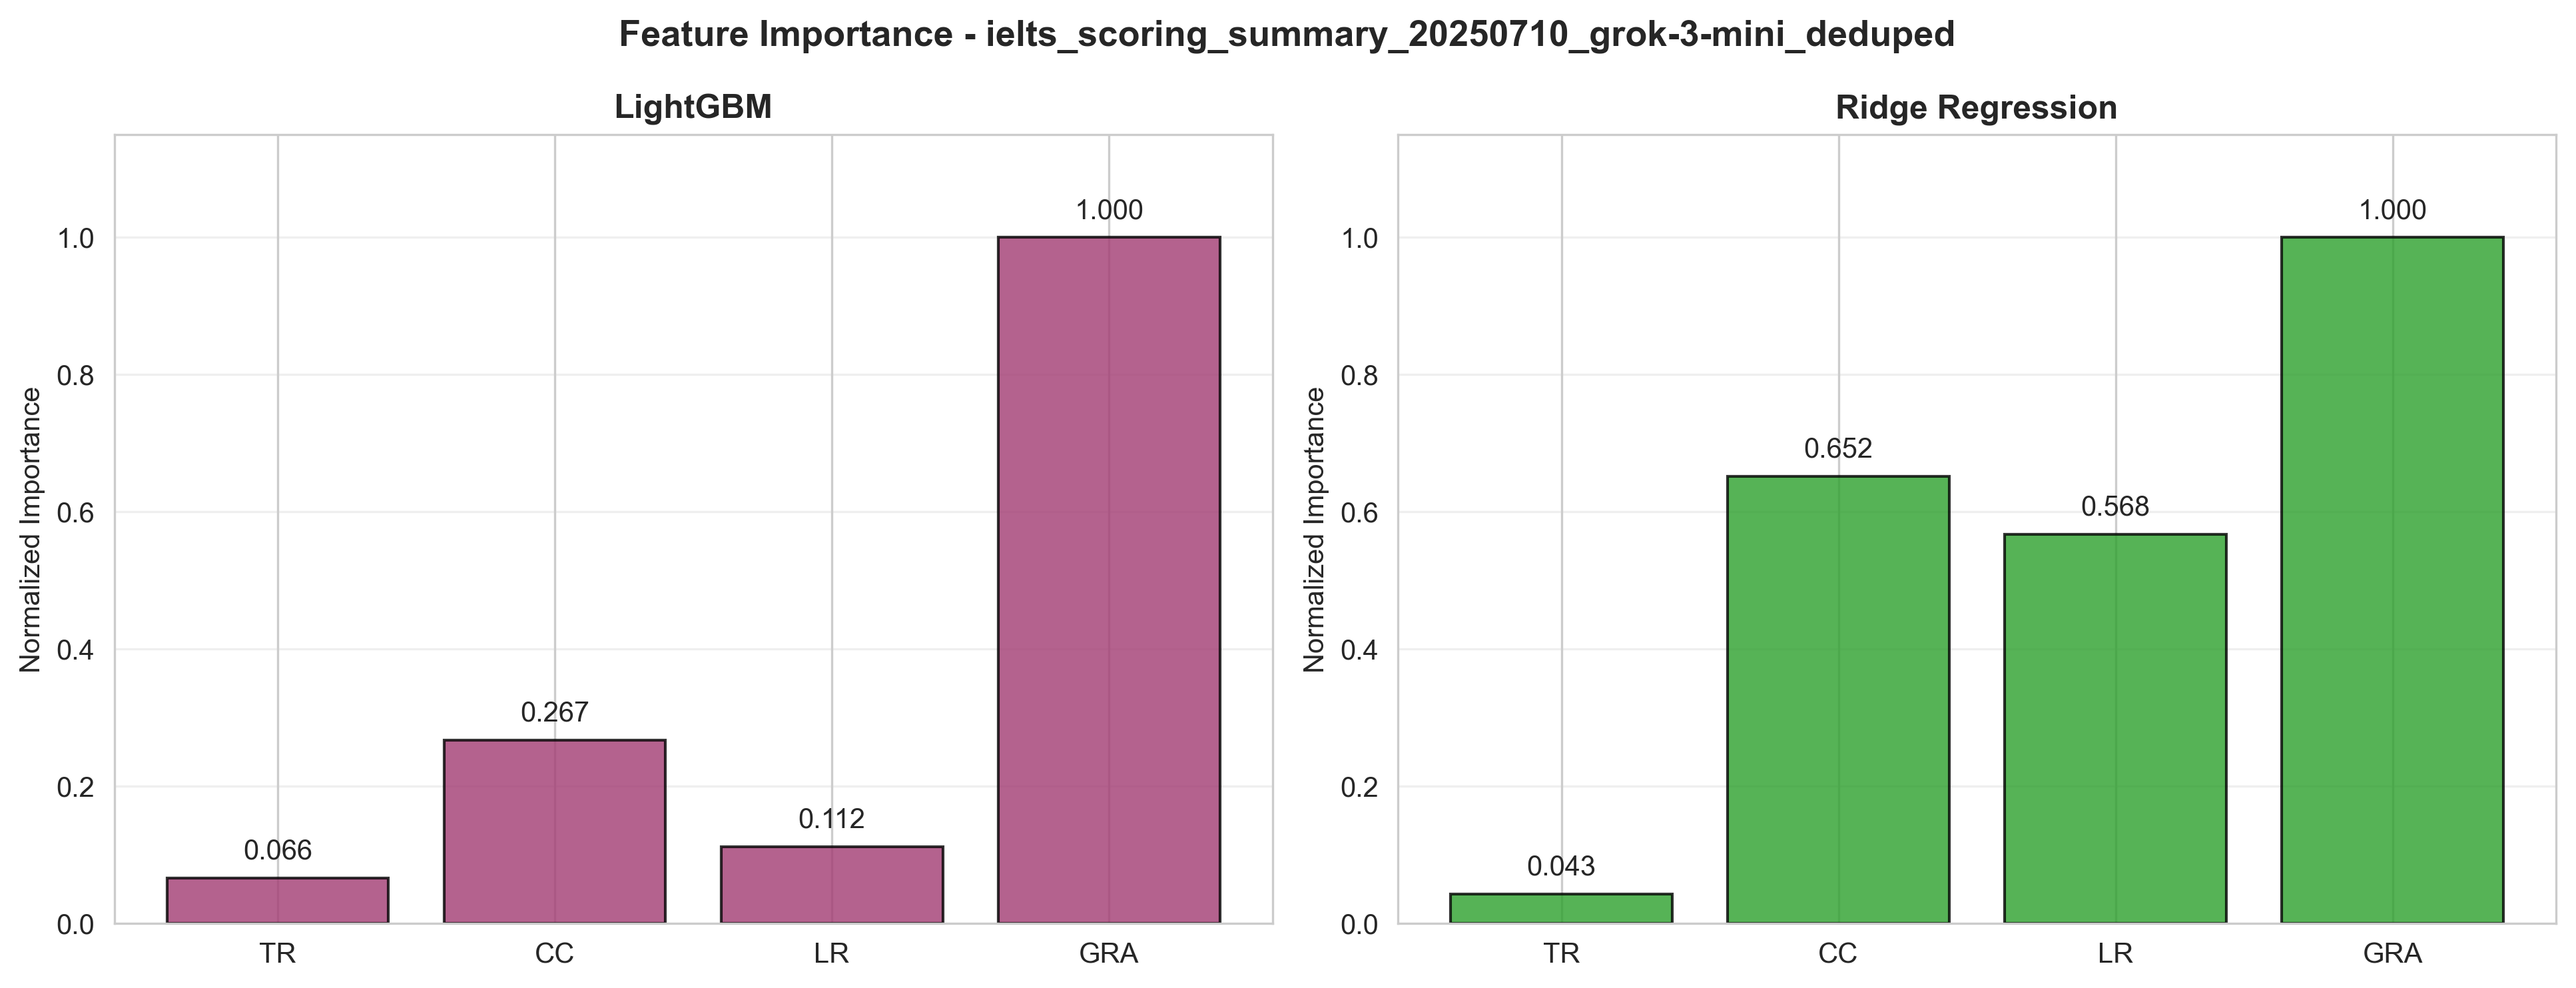 Feature Importance - ielts_scoring_summary_20250710_grok-3-mini_deduped
LightGBM
Normalized Importance
1.0
0.8
0.6
0.4
0.2
0.0
0.066
0.267
0.112
1.000
TR CC LR GRA
Ridge Regression
Normalized Importance
1.0
0.8
0.6
0.4
0.2
0.0
0.043
0.652
0.568
1.000
TR CC LR GRA